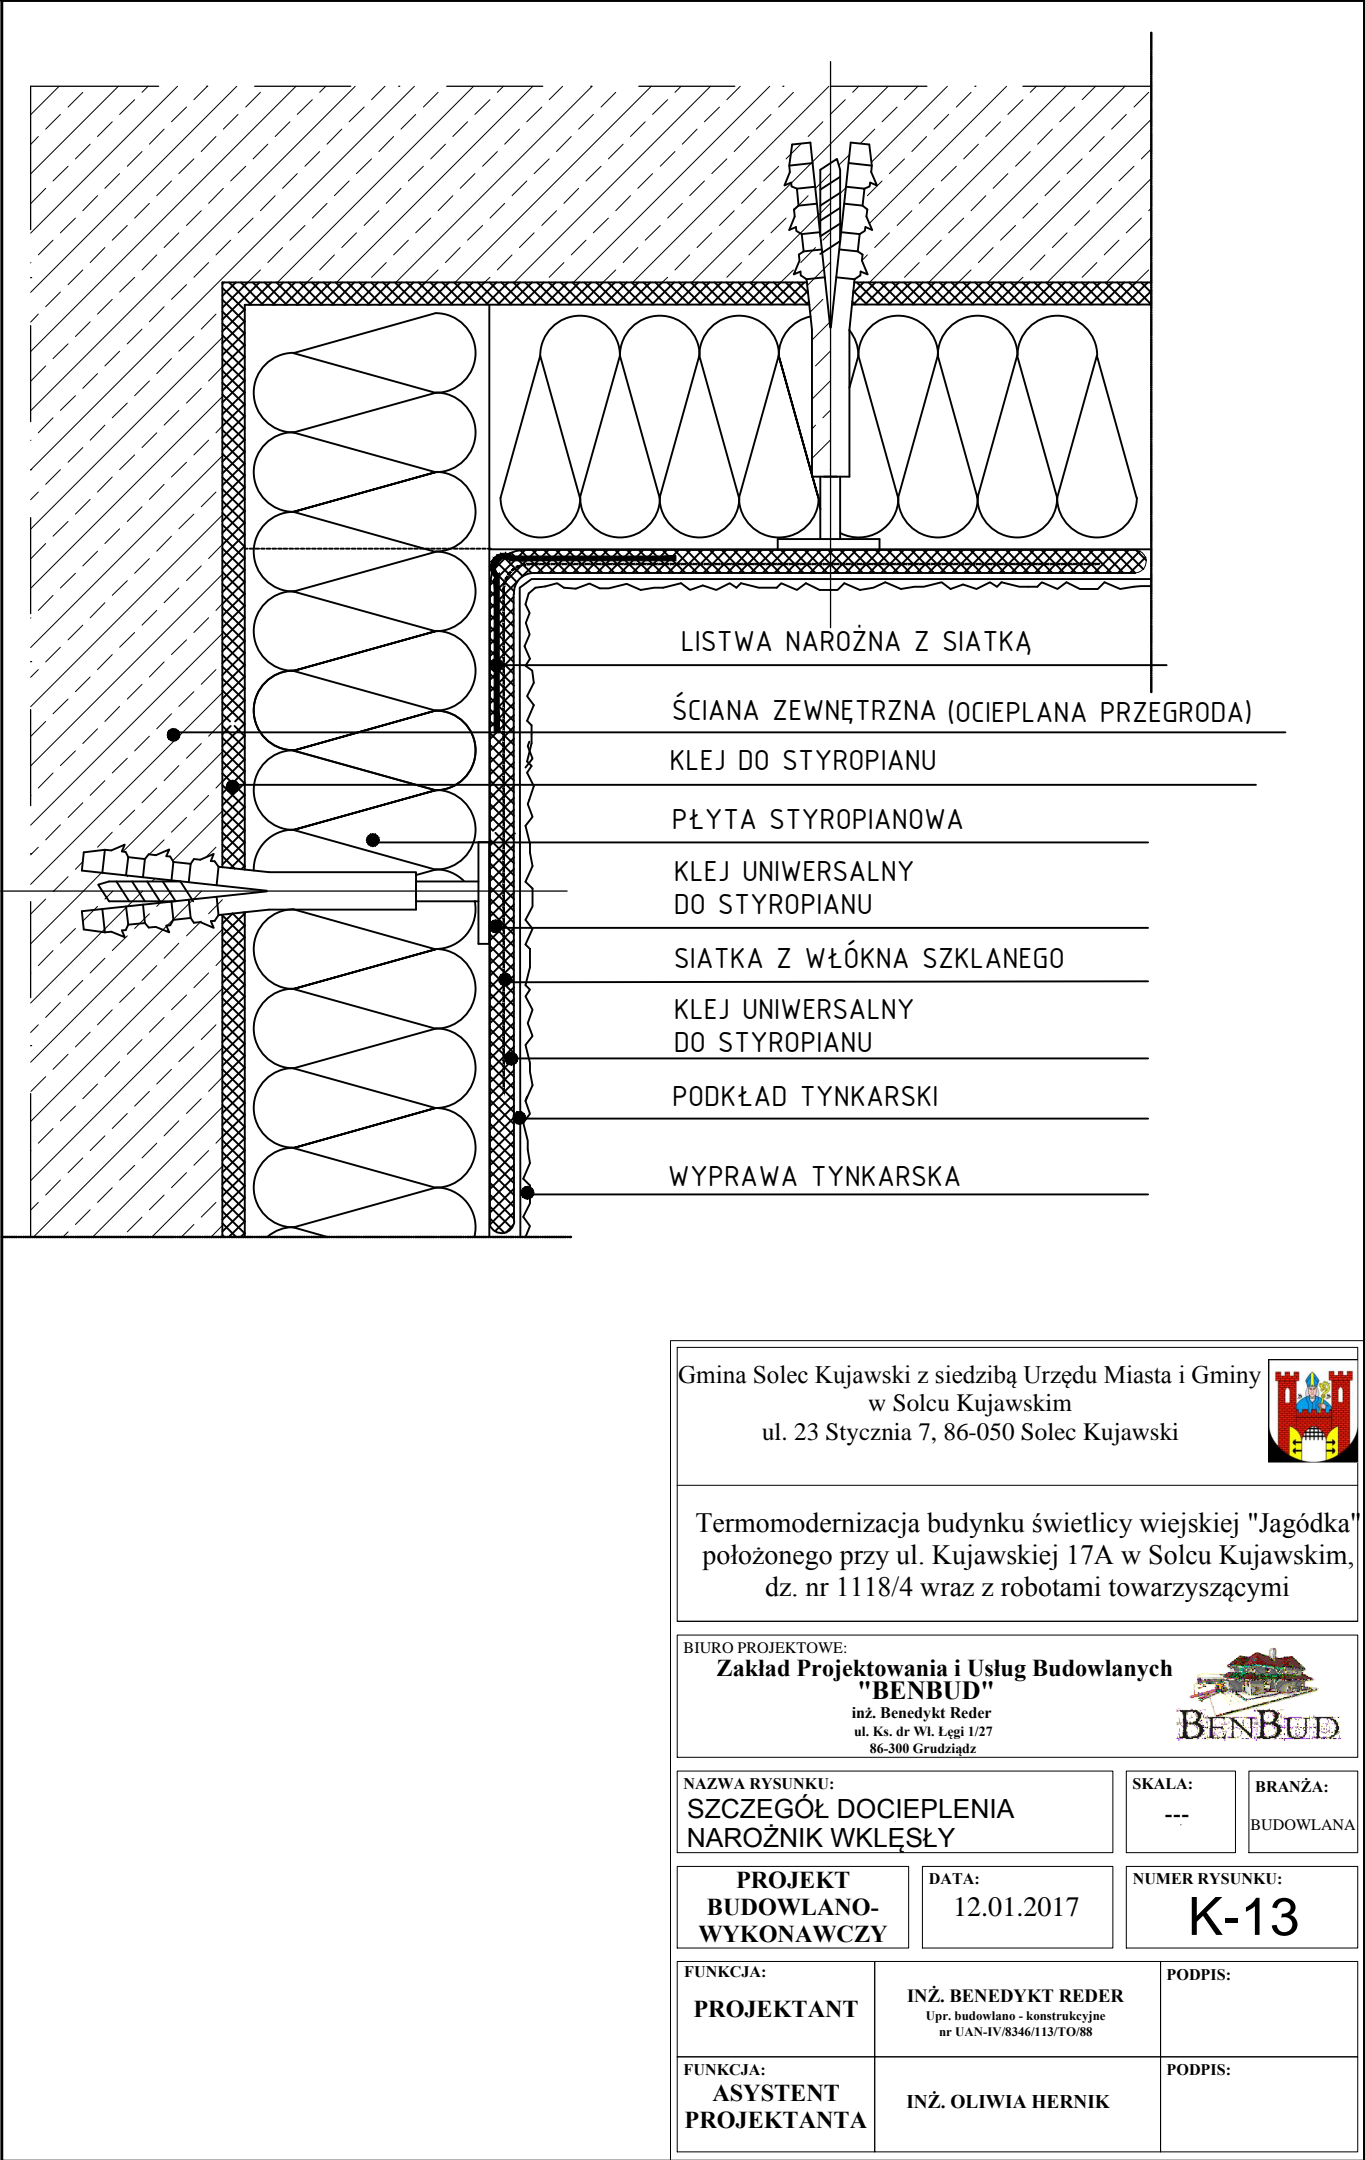 LISTWA NAROŻNA Z SIATKĄ
ŚCIANA ZEWNĘTRZNA (OCIEPLANA PRZEGRODA)
KLEJ DO STYROPIANU
PŁYTA STYROPIANOWA
KLEJ UNIWERSALNY
DO STYROPIANU
SIATKA Z WŁÓKNA SZKLANEGO
KLEJ UNIWERSALNY
DO STYROPIANU
PODKŁAD TYNKARSKI
WYPRAWA TYNKARSKA
Gmina Solec Kujawski z siedzibą Urzędu Miasta i Gminy
w Solcu Kujawskim
ul. 23 Stycznia 7, 86-050 Solec Kujawski
Termomodernizacja budynku świetlicy wiejskiej "Jagódka"
położonego przy ul. Kujawskiej 17A w Solcu Kujawskim,
dz. nr 1118/4 wraz z robotami towarzyszącymi
BIURO PROJEKTOWE:
Zakład Projektowania i Usług Budowlanych
"BENBUD"
inż. Benedykt Reder
ul. Ks. dr Wł. Łęgi 1/27
86-300 Grudziądz
BENBUD
NAZWA RYSUNKU:
SZCZEGÓŁ DOCIEPLENIA
NAROŻNIK WKLĘSŁY
SKALA:
---
BRANŻA:
BUDOWLANA
PROJEKT
BUDOWLANO-
WYKONAWCZY
DATA:
12.01.2017
NUMER RYSUNKU:
K-13
FUNKCJA:
PROJEKTANT
INŻ. BENEDYKT REDER
Upr. budowlano - konstrukcyjne
nr UAN-IV/8346/113/TO/88
PODPIS:
FUNKCJA:
ASYSTENT
PROJEKTANTA
INŻ. OLIWIA HERNIK
PODPIS: